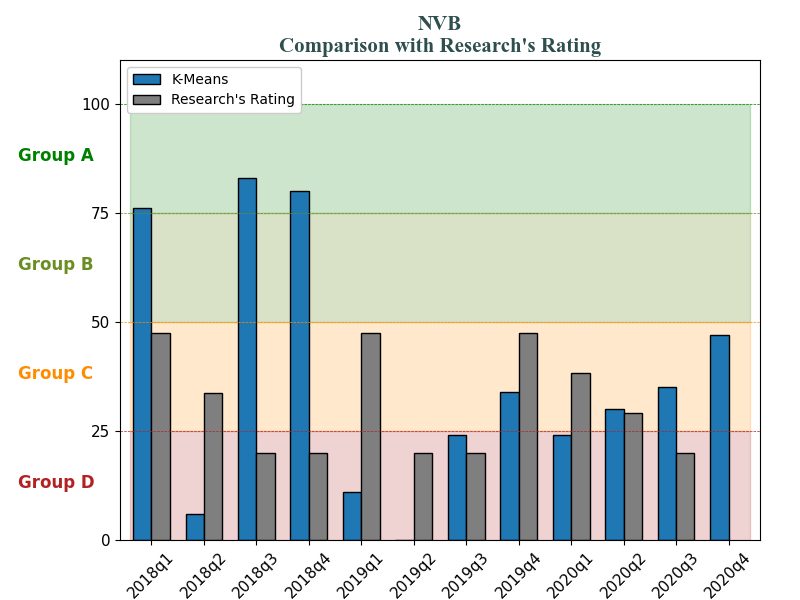 NVB
Comparison with Research's Rating
K-Means
Research's Rating
100
Group A
75
Group B
50
Group C
25
Group D
0
2018q1
2018q2
2018q3
2018q4
2019q1
2019q2
2019q3
2019q4
2020q1
2020q2
2020q3
2020q4